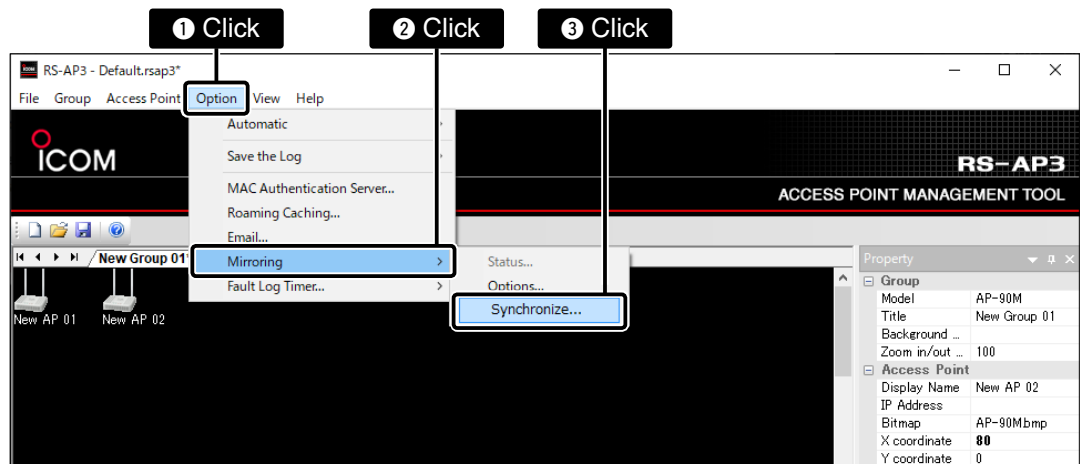 ❶ Click ❷ Click ❸ Click
RS-AP3 - Default.rsap3*
File Group Access Point Option View Help
Automatic
ICOM
Save the Log
RS-AP3
MAC Authentication Server...
ACCESS POINT MANAGEMENT TOOL
Roaming Caching...
Email...
New Group 01*
Mirroring
Status...
Property
Fault Log Timer...
Options...
Group
Synchronize...
Model AP-90M
New AP 01 New AP 02
Title New Group 01
Background ...
Zoom in/out ... 100
Access Point
Display Name New AP 02
IP Address
Bitmap AP-90M.bmp
X coordinate 80
Y coordinate 0